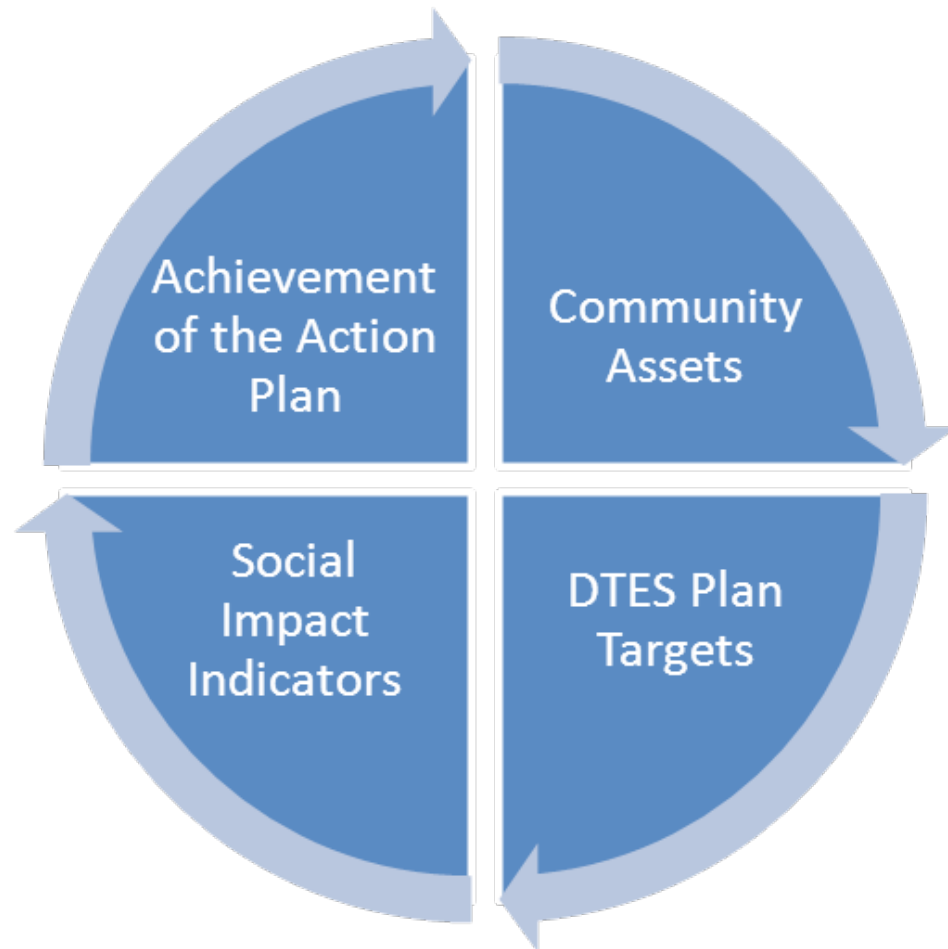 Achievement
of the Action
Plan
Community
Assets
Social
Impact
Indicators
DTES Plan
Targets